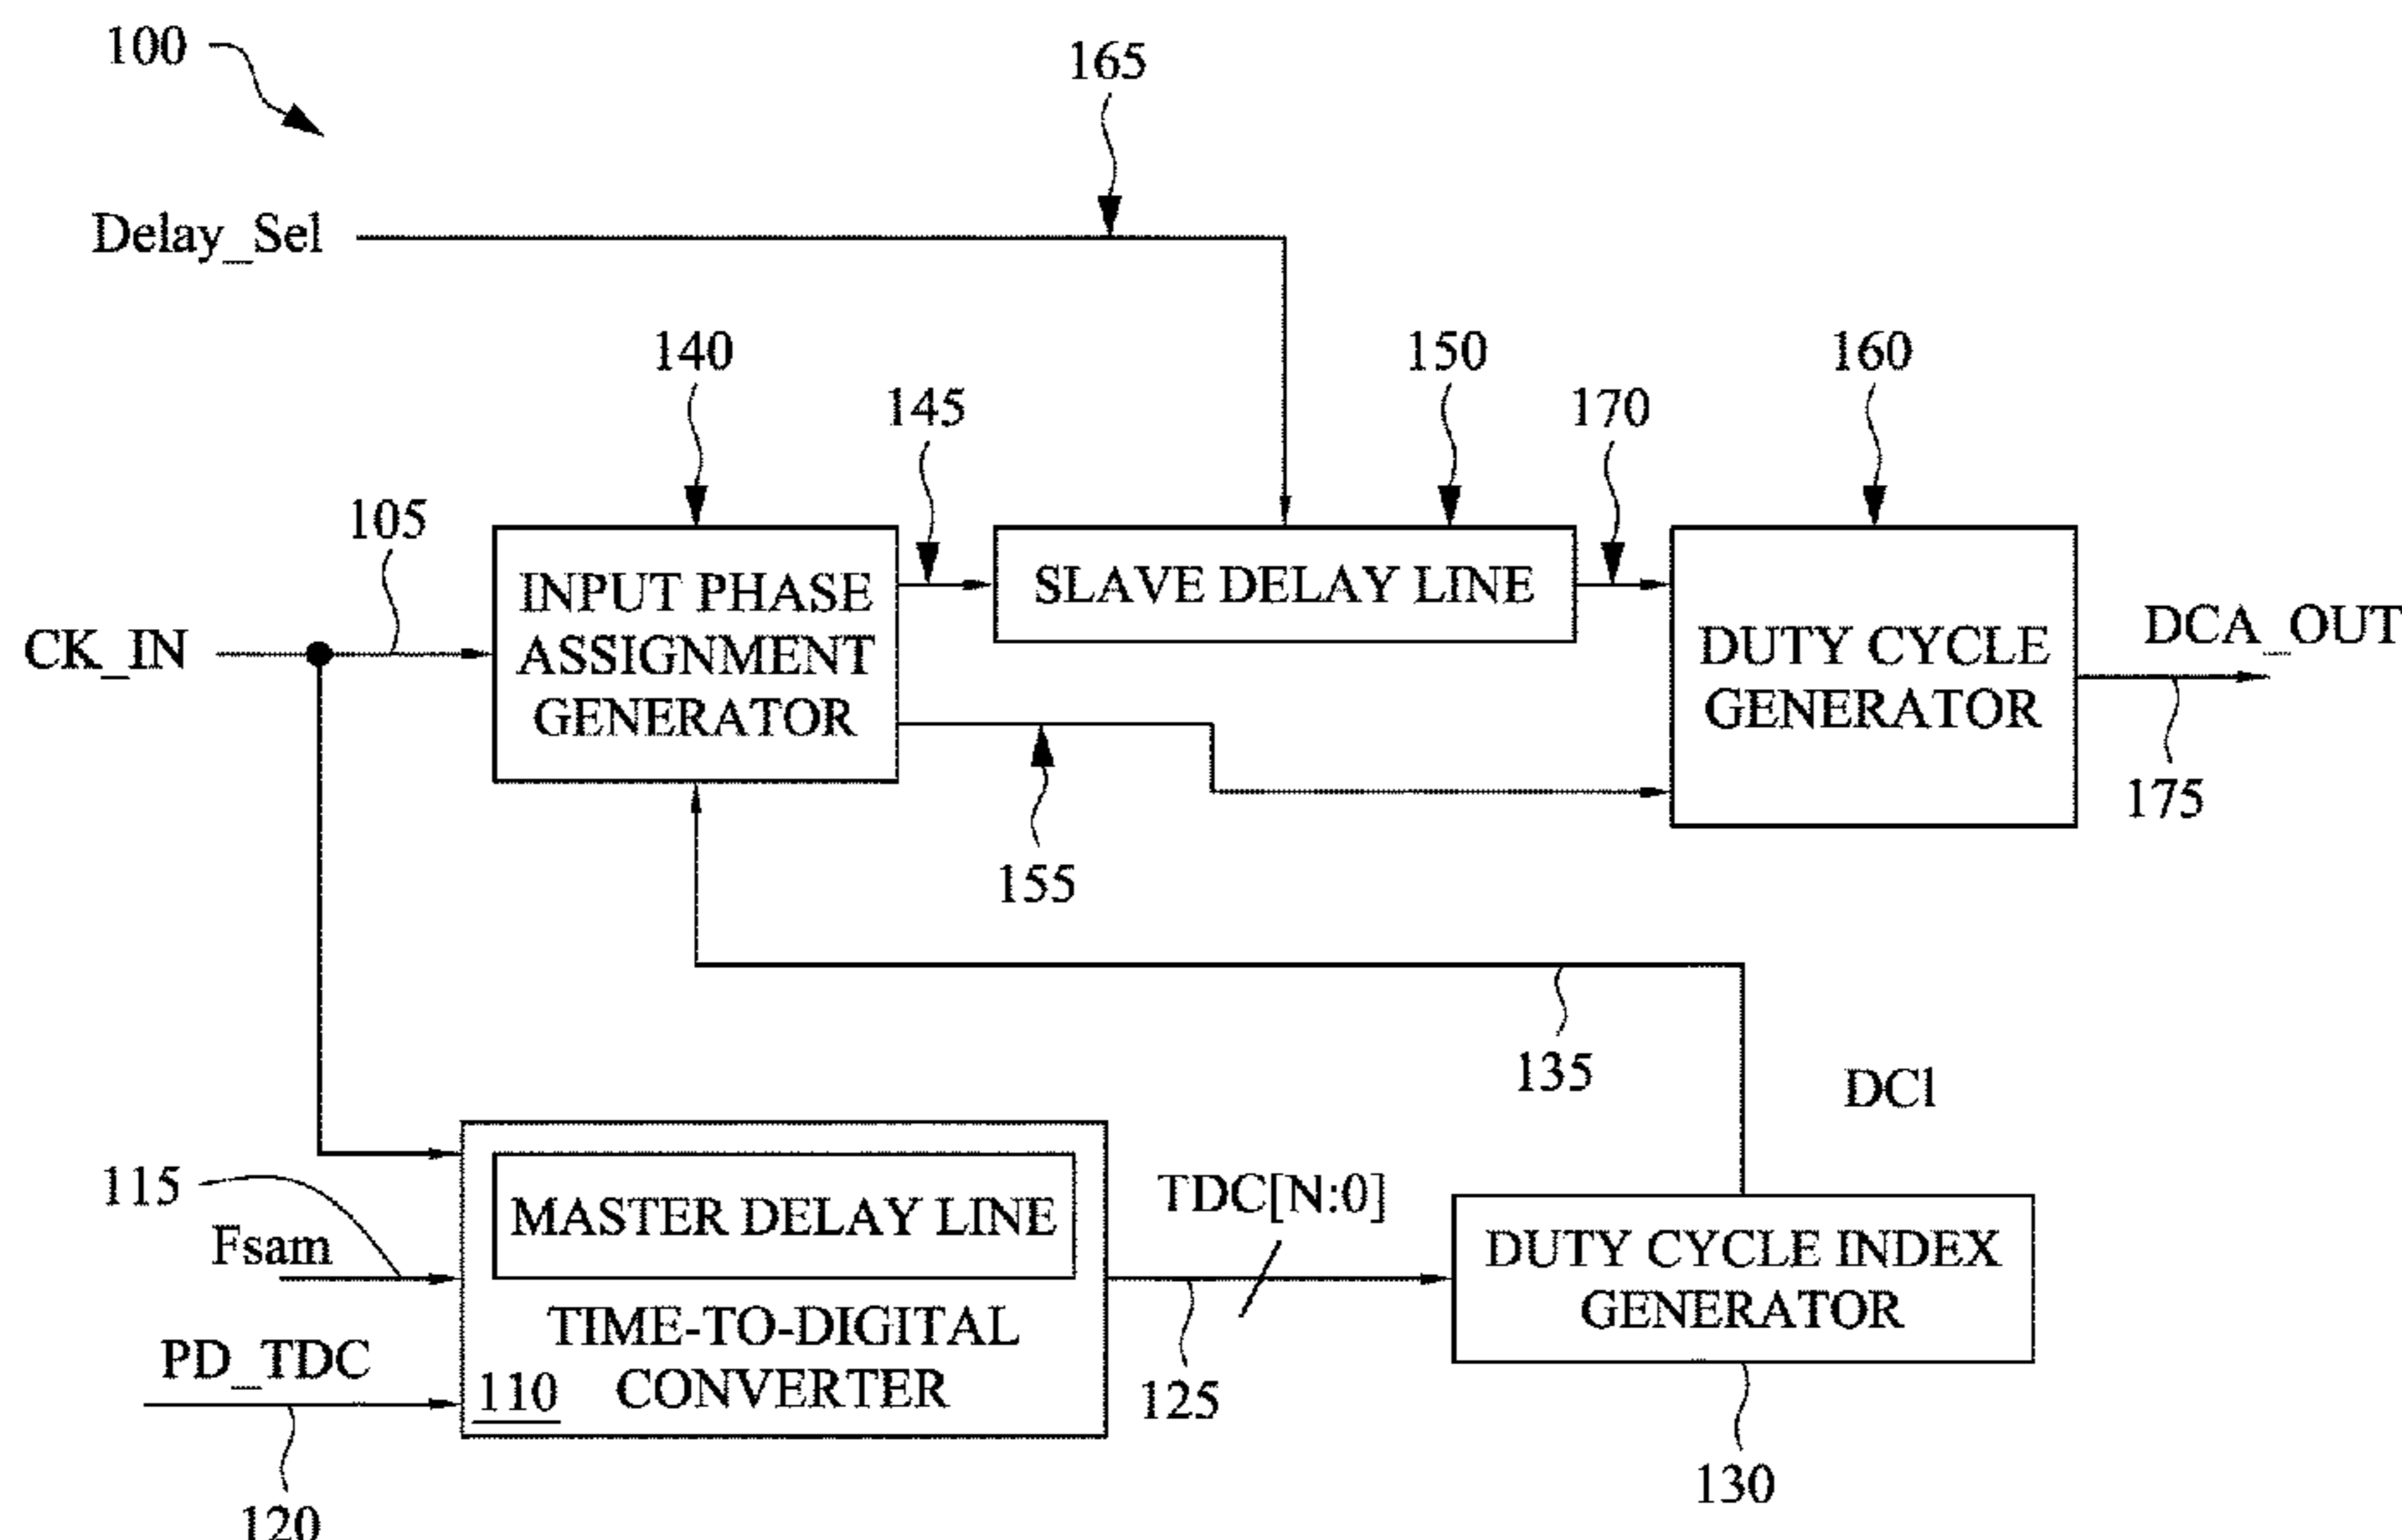 100
165
Delay_Sel
140
150
160
145
170
105
INPUT PHASE
ASSIGNMENT
GENERATOR
SLAVE DELAY LINE
DUTY CYCLE
GENERATOR
CK_IN
DCA_OUT
175
155
135
DCl
115
Fsam
MASTER DELAY LINE
TDC[N:0]
DUTY CYCLE INDEX
GENERATOR
TIME-TO-DIGITAL
CONVERTER
PD_TDC
110
125
130
120